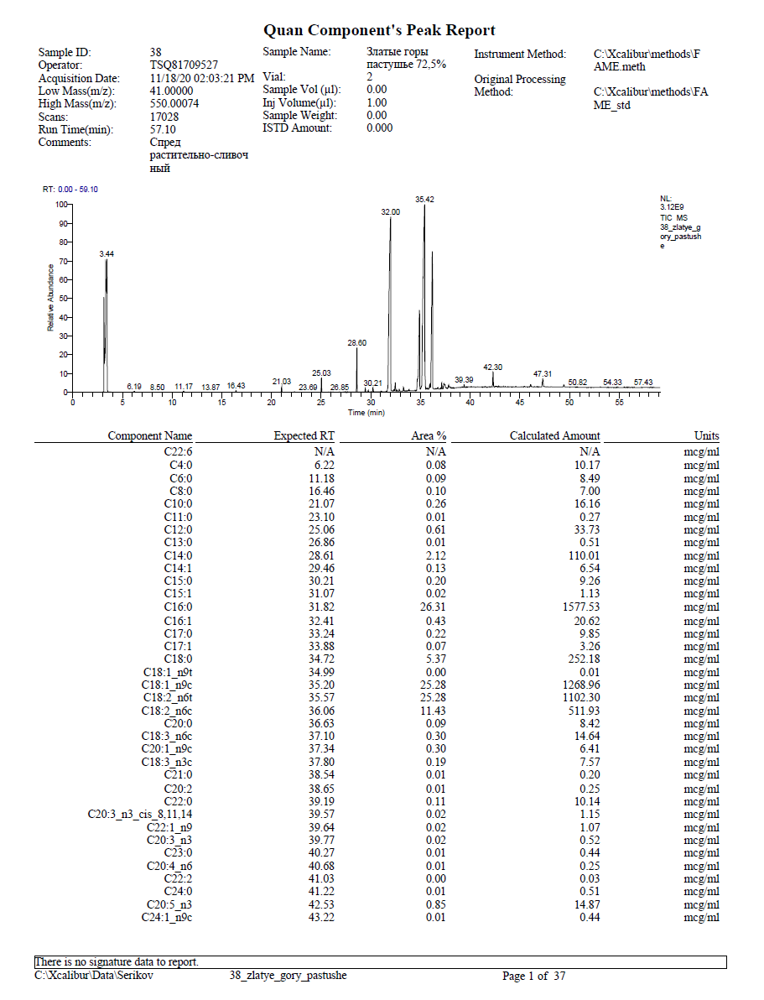 Quan Component's Peak Report
Sample ID: 38
Operator: TSQ81709527
Acquisition Date: 11/18/20 02:03:21 PM
Low Mass(m/z): 41.00000
High Mass(m/z): 550.00074
Scans: 17028
Run Time(min): 57.10
Comments: Спред
растительно-сливоч
ный
Sample Name: Златые горы
пастушье 72,5%
Vial: 2
Sample Vol (µl): 0.00
Inj Volume(µl): 1.00
Sample Weight: 0.00
ISTD Amount: 0.000
Instrument Method: C:\Xcalibur\methods\F
AME.meth
Original Processing
Method: C:\Xcalibur\methods\FA
ME_std
RT: 0.00 - 59.10
NL:
3.12E9
TIC MS
38_zlatye_g
ory_pastush
e
100
90
80
70
60
50
40
30
20
10
0
Relative Abundance
3.44
6.19
8.50
11.17
13.87
16.43
21.03
23.69
25.03
26.85
28.60
30.21
32.00
35.42
39.39
42.30
47.31
50.82
54.33
57.43
0 5 10 15 20 25 30 35 40 45 50 55
Time (min)
Component Name Expected RT Area % Calculated Amount Units
C22:6 N/A N/A N/A mcg/ml
C4:0 6.22 0.08 10.17 mcg/ml
C6:0 11.18 0.09 8.49 mcg/ml
C8:0 16.46 0.10 7.00 mcg/ml
C10:0 21.07 0.26 16.16 mcg/ml
C11:0 23.10 0.01 0.27 mcg/ml
C12:0 25.06 0.61 33.73 mcg/ml
C13:0 26.86 0.01 0.51 mcg/ml
C14:0 28.61 2.12 110.01 mcg/ml
C14:1 29.46 0.13 6.54 mcg/ml
C15:0 30.21 0.20 9.26 mcg/ml
C15:1 31.07 0.02 1.13 mcg/ml
C16:0 31.82 26.31 1577.53 mcg/ml
C16:1 32.41 0.43 20.62 mcg/ml
C17:0 33.24 0.22 9.85 mcg/ml
C17:1 33.88 0.07 3.26 mcg/ml
C18:0 34.72 5.37 252.18 mcg/ml
C18:1_n9t 34.99 0.00 0.01 mcg/ml
C18:1_n9c 35.20 25.28 1268.96 mcg/ml
C18:2_n6t 35.57 25.28 1102.30 mcg/ml
C18:2_n6c 36.06 11.43 511.93 mcg/ml
C20:0 36.63 0.09 8.42 mcg/ml
C18:3_n6c 37.10 0.30 14.64 mcg/ml
C20:1_n9c 37.34 0.30 6.41 mcg/ml
C18:3_n3c 37.80 0.19 7.57 mcg/ml
C21:0 38.54 0.01 0.20 mcg/ml
C20:2 38.65 0.01 0.25 mcg/ml
C22:0 39.19 0.11 10.14 mcg/ml
C20:3_n3_cis_8,11,14 39.57 0.02 1.15 mcg/ml
C22:1_n9 39.64 0.02 1.07 mcg/ml
C20:3_n3 39.77 0.02 0.52 mcg/ml
C23:0 40.27 0.01 0.44 mcg/ml
C20:4_n6 40.68 0.01 0.25 mcg/ml
C22:2 41.03 0.00 0.03 mcg/ml
C24:0 41.22 0.01 0.51 mcg/ml
C20:5_n3 42.53 0.85 14.87 mcg/ml
C24:1_n9c 43.22 0.01 0.44 mcg/ml
There is no signature data to report.
C:\Xcalibur\Data\Serikov 38_zlatye_gory_pastushe Page 1 of 37